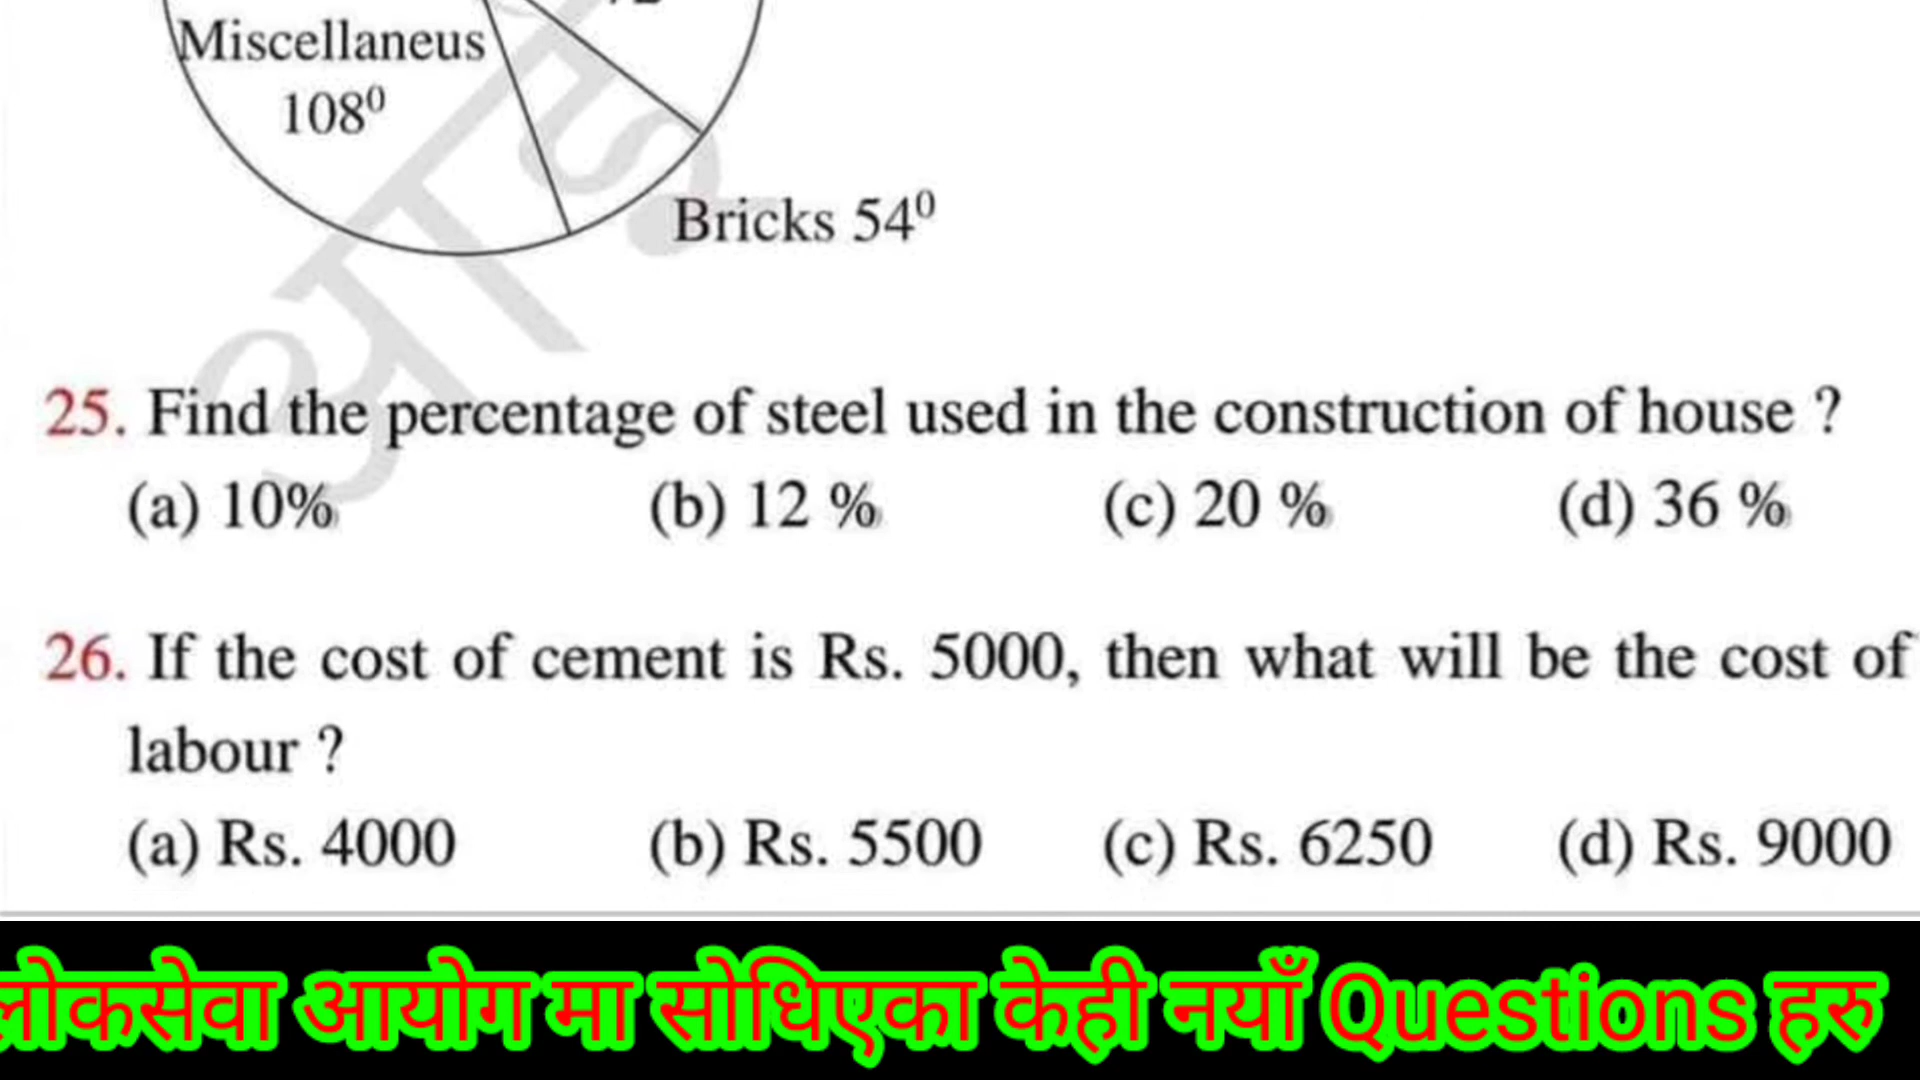 Miscellaneus
108⁰
Bricks 54⁰
25. Find the percentage of steel used in the construction of house ?
(a) 10% (b) 12 % (c) 20 % (d) 36 %
26. If the cost of cement is Rs. 5000, then what will be the cost of
labour ?
(a) Rs. 4000 (b) Rs. 5500 (c) Rs. 6250 (d) Rs. 9000
लोकसेवा आयोग मा सोधिएका केही नयाँ Questions हरु